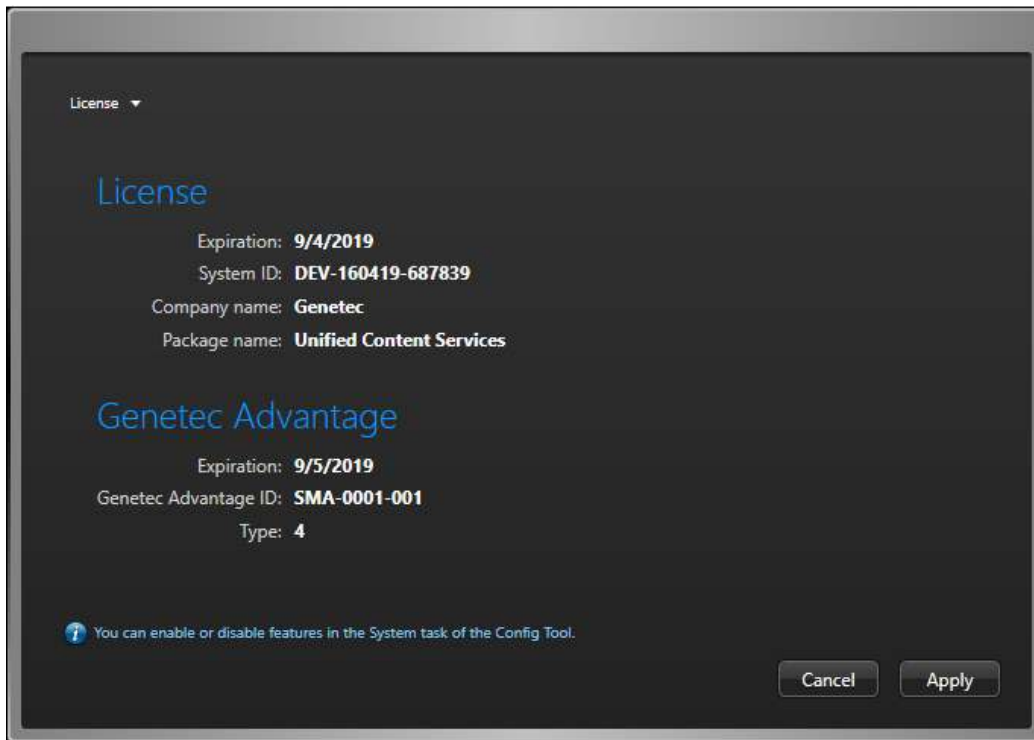 License
License
Expiration: 9/4/2019
System ID: DEV-160419-687839
Company name: Genetec
Package name: Unified Content Services
Genetec Advantage
Expiration: 9/5/2019
Genetec Advantage ID: SMA-0001-001
Type: 4
You can enable or disable features in the System task of the Config Tool.
Cancel Apply